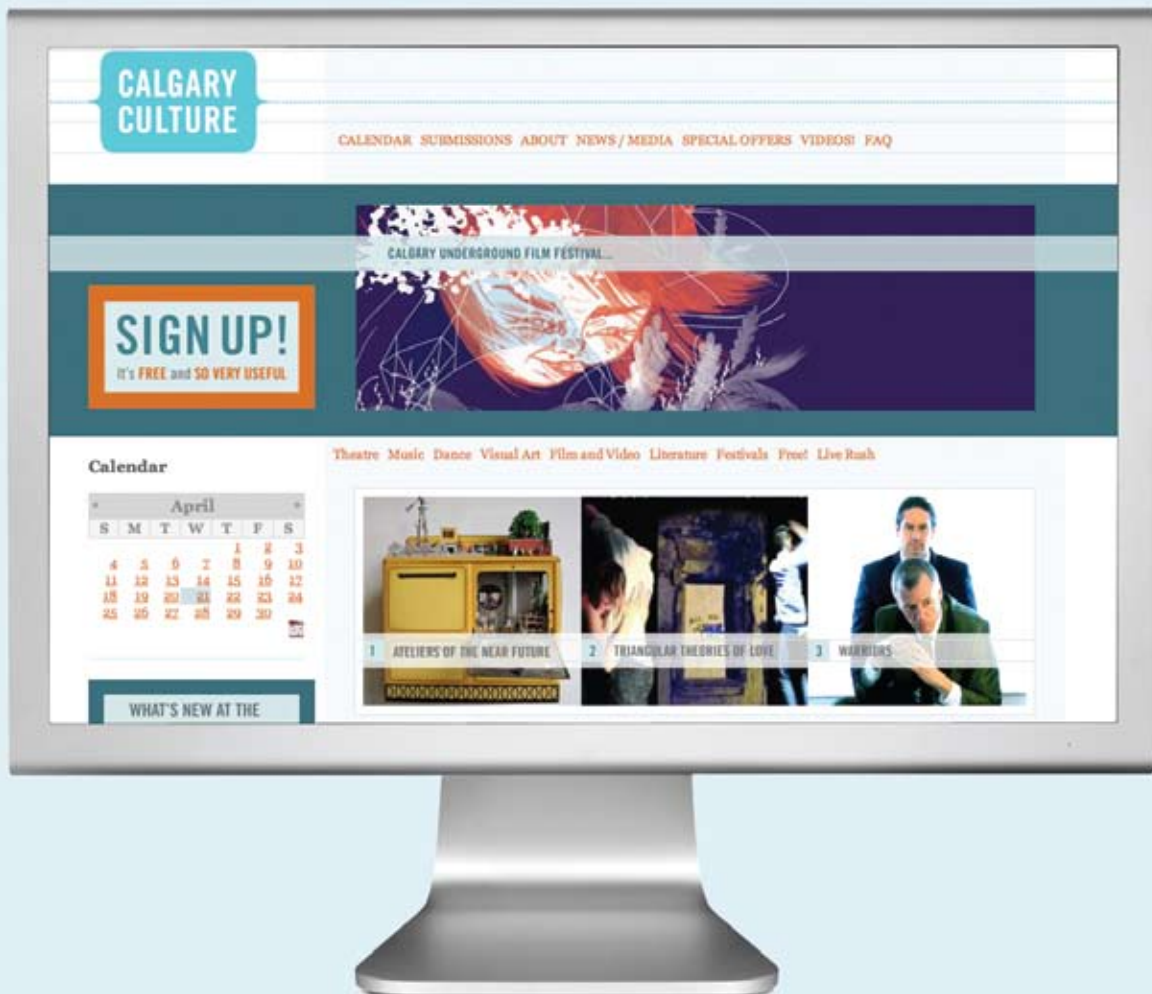 CALGARY
CULTURE
CALENDAR SUBMISSIONS ABOUT NEWS / MEDIA SPECIAL OFFERS VIDEOS! FAQ
CALGARY UNDERGROUND FILM FESTIVAL...
SIGN UP!
It's FREE and SO VERY USEFUL
Theatre Music Dance Visual Art Film and Video Literature Festivals Free! Live Rush
Calendar
April
S M T W T F S
1 2 3
4 5 6 7 8 9 10
11 12 13 14 15 16 17
18 19 20 21 22 23 24
25 26 27 28 29 30
1 ATELIERS OF THE NEAR FUTURE 2 TRIANGULAR THEORIES OF LOVE 3 WARRIORS
WHAT'S NEW AT THE